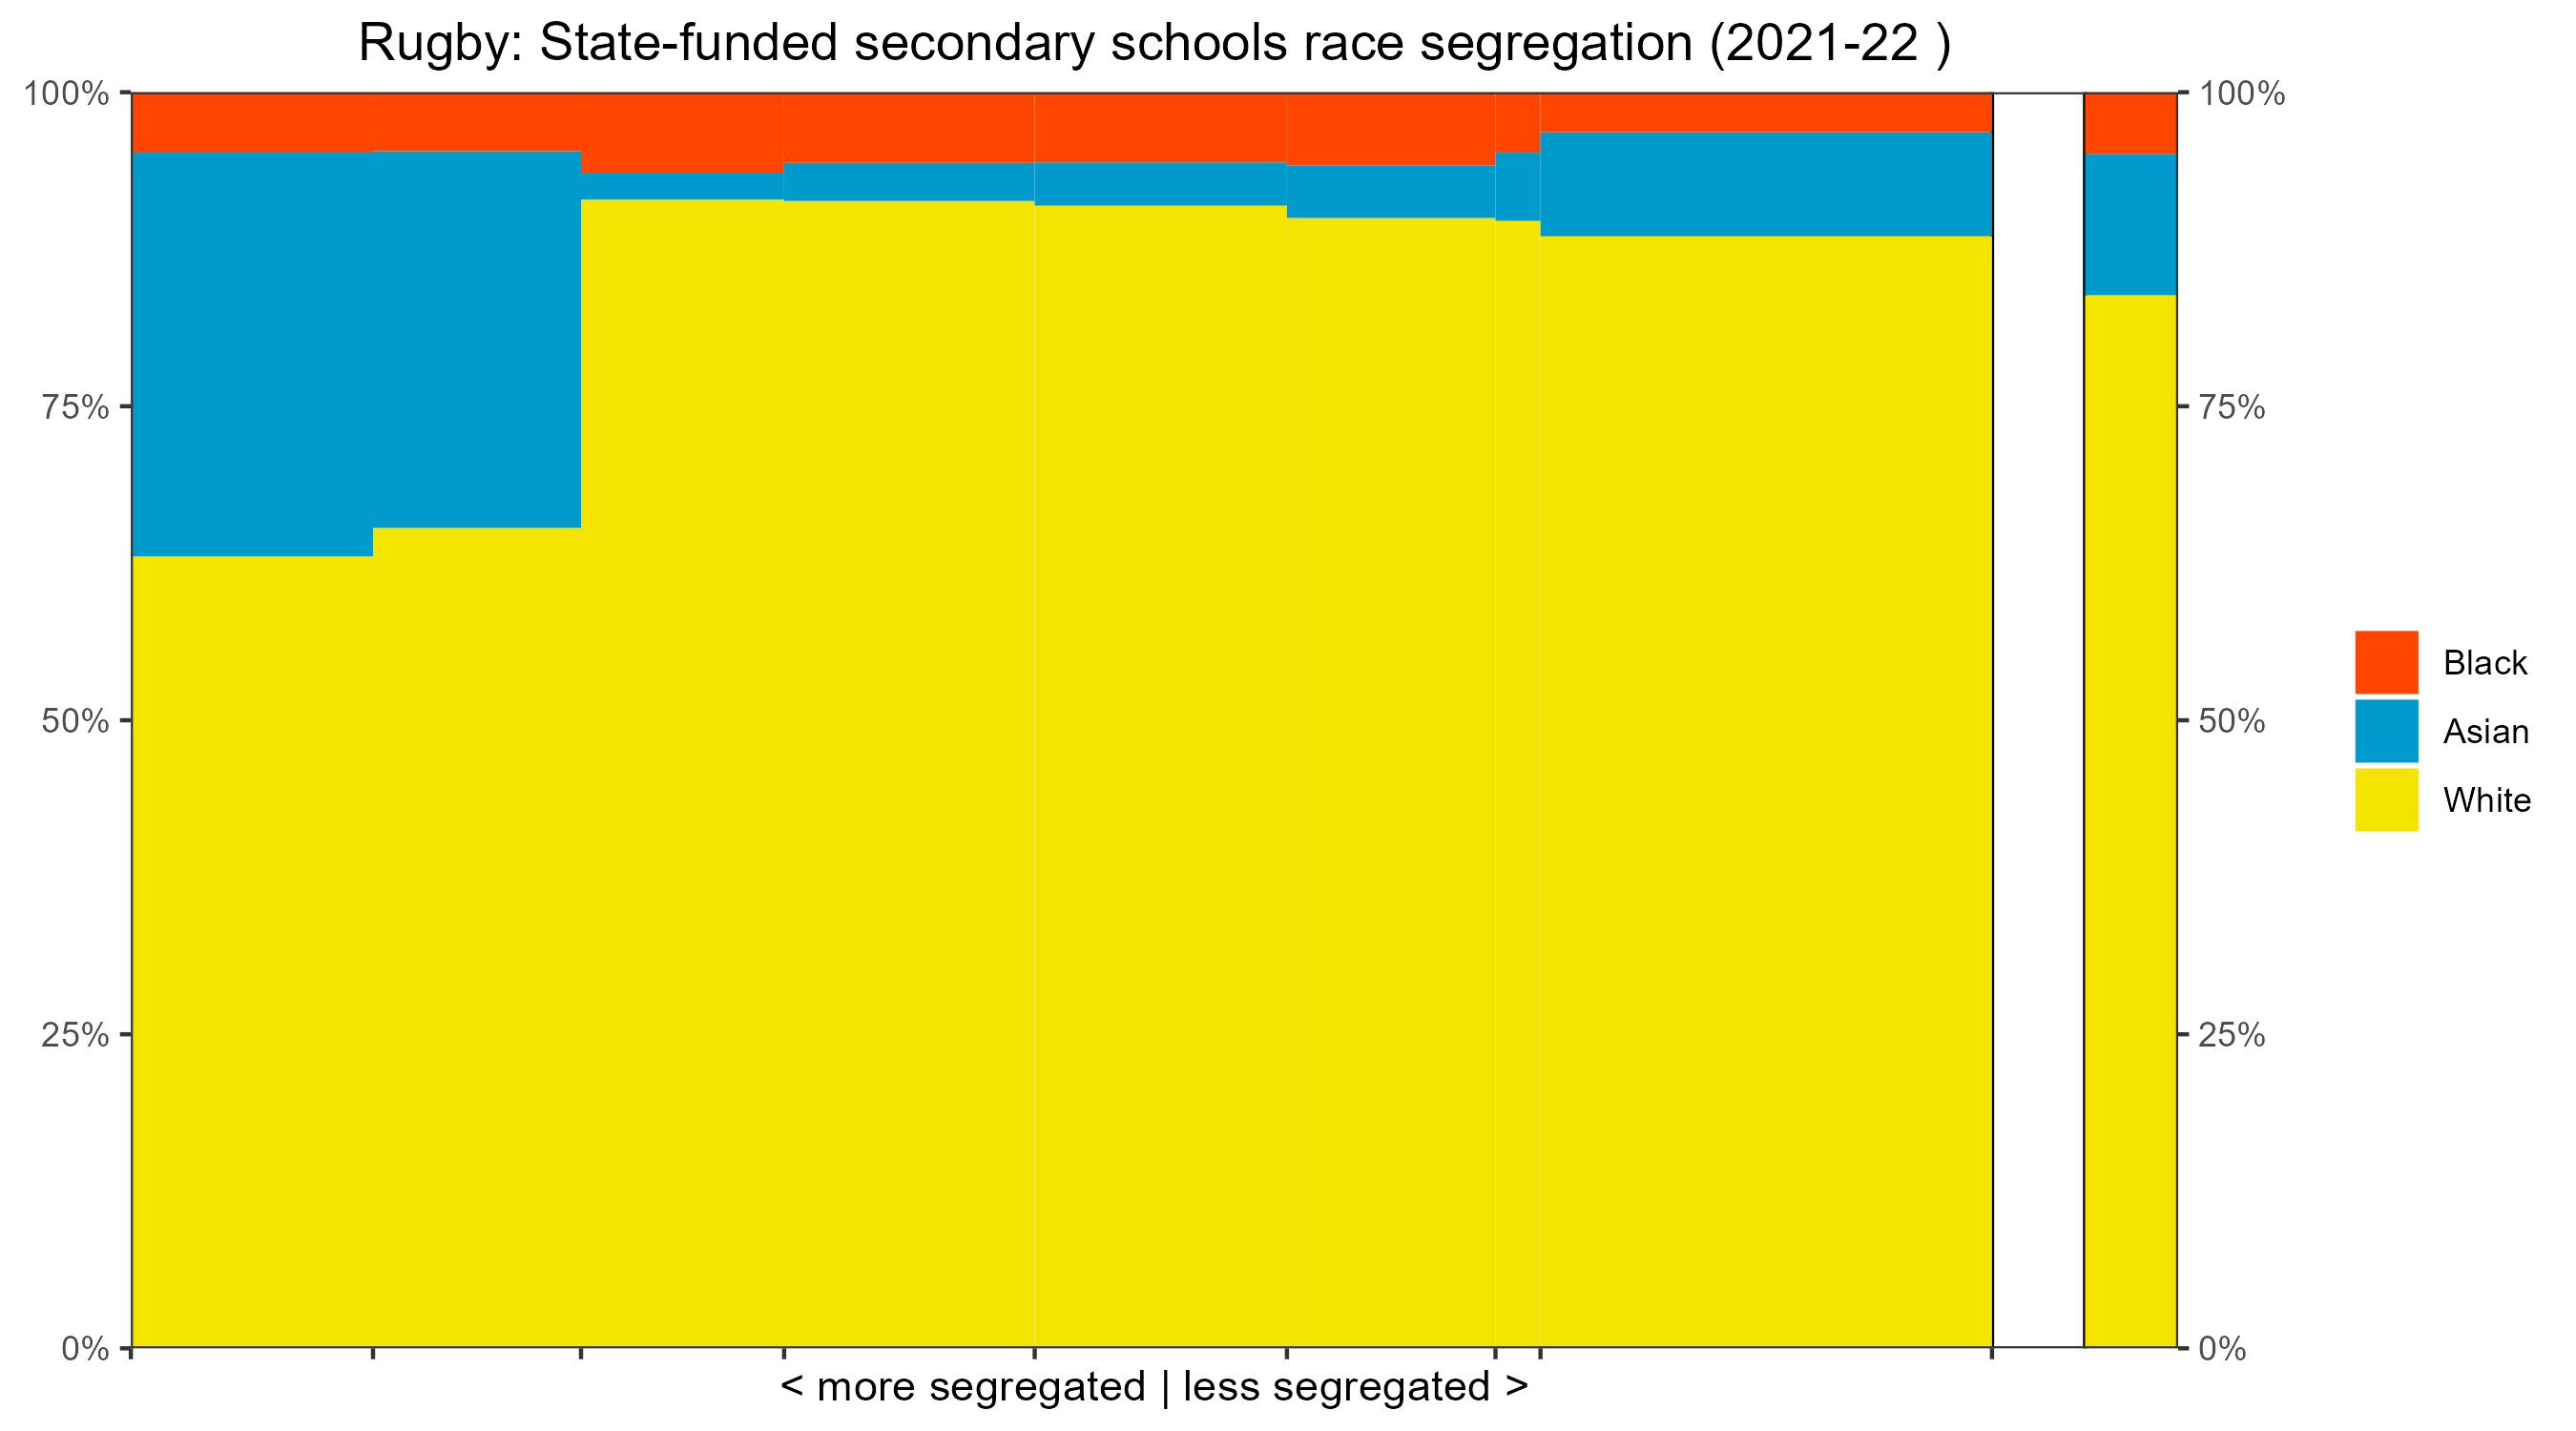 Rugby: State-funded secondary schools race segregation (2021-22 )
100%
75%
50%
25%
0%
100%
75%
50%
25%
0%
Black
Asian
White
< more segregated | less segregated >